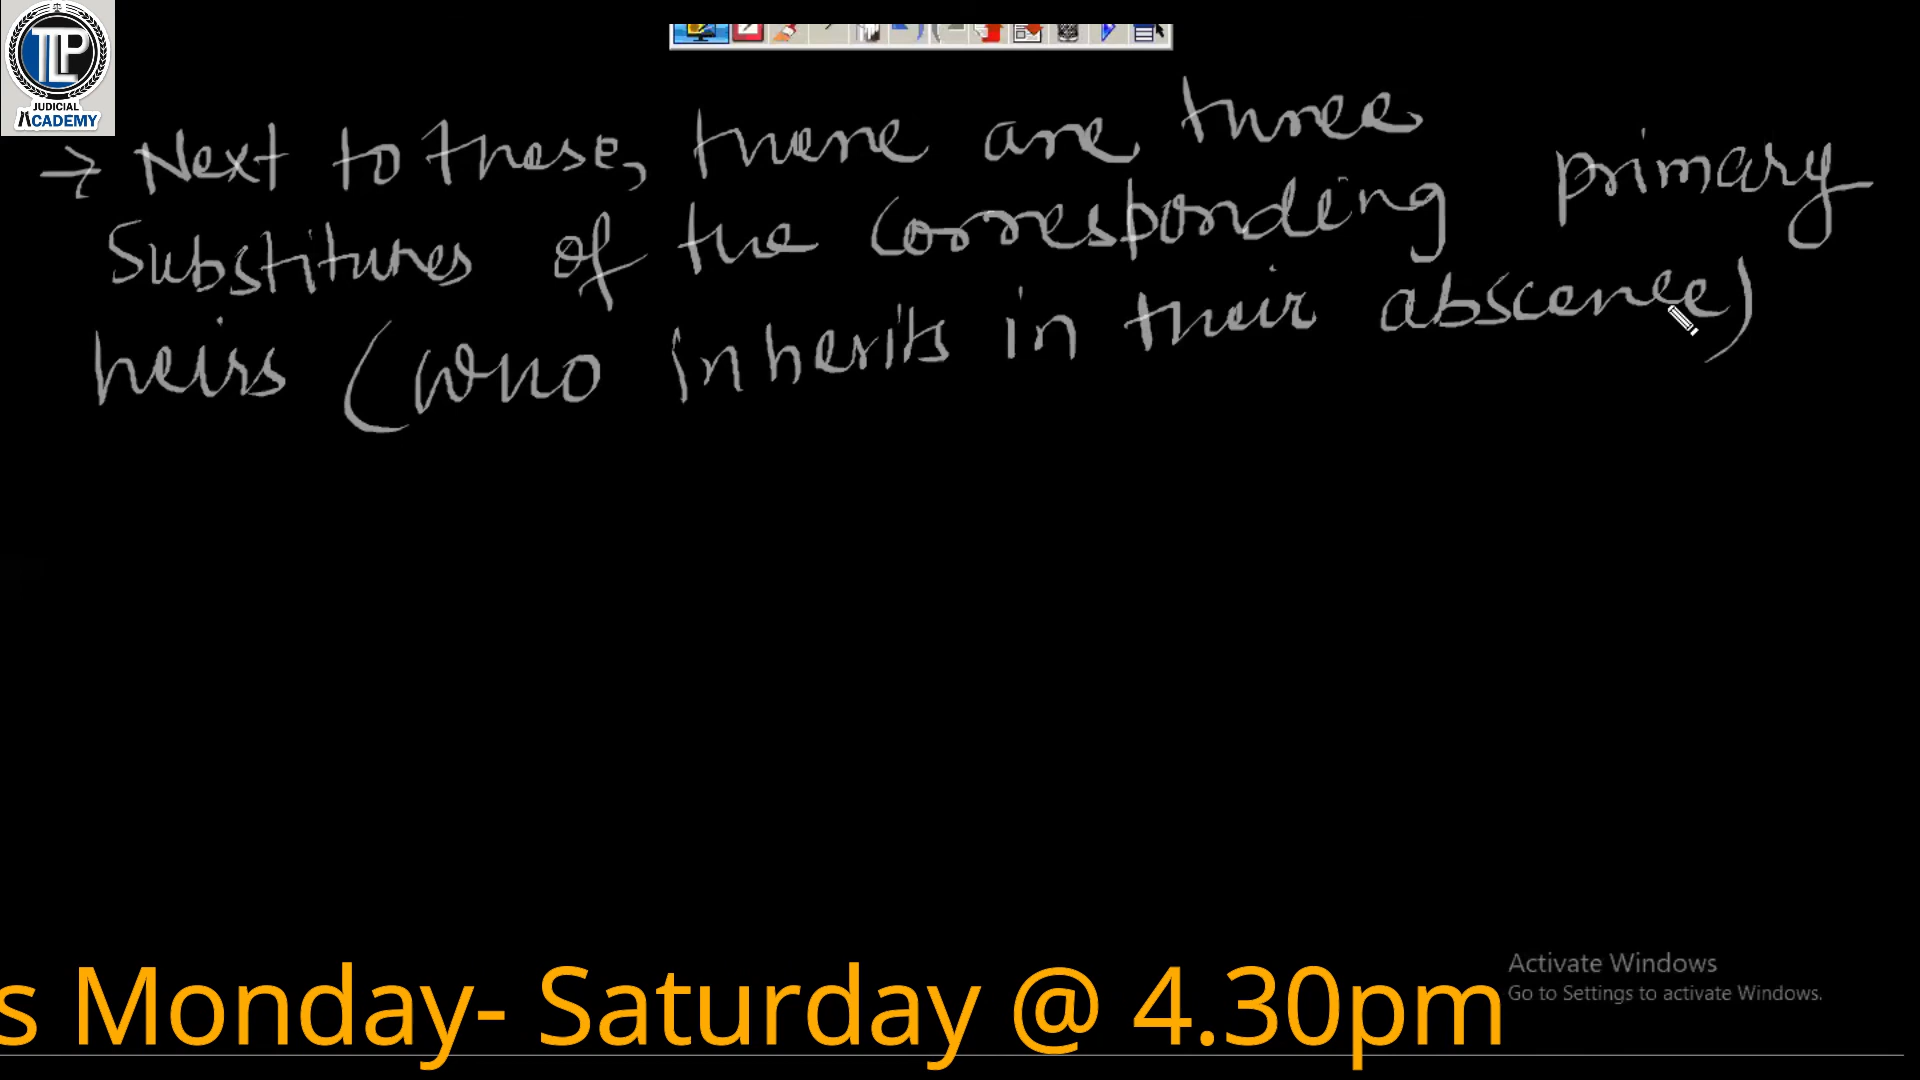 TLP
JUDICIAL
ACADEMY
→ Next to these, there are three
Substitutes of the corresponding primary
heirs (who inherits in their abscence)
s Monday- Saturday @ 4.30pm
Activate Windows
Go to Settings to activate Windows.